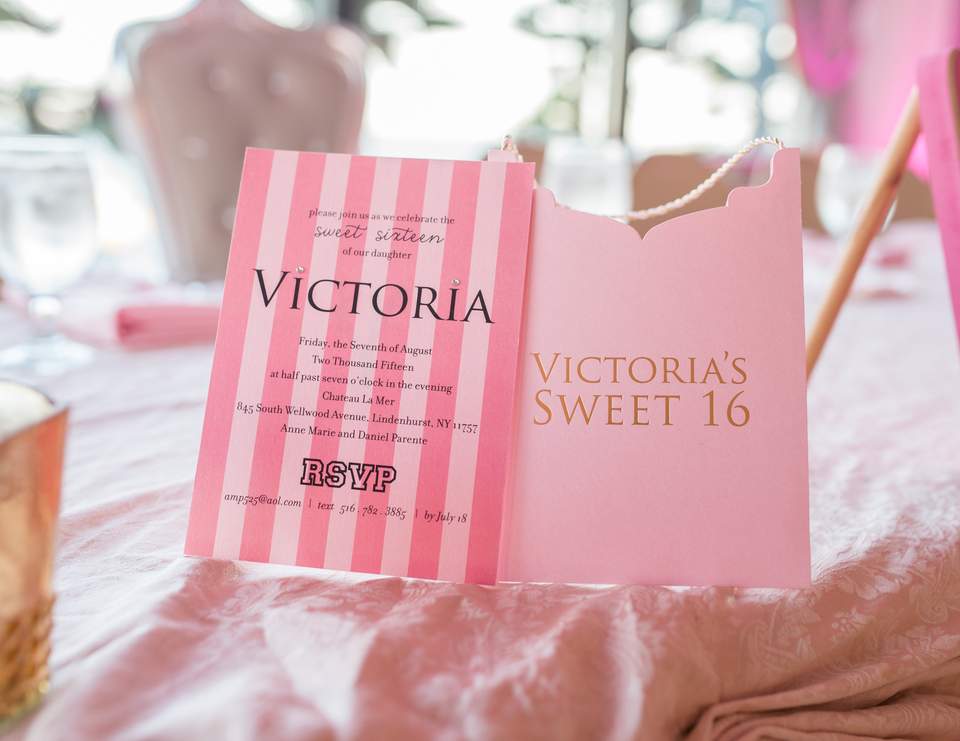 please join us as we celebrate the
sweet sixteen
of our daughter
VICTORIA
Friday, the Seventh of August
Two Thousand Fifteen
at half past seven o'clock in the evening
Chateau La Mer
845 South Wellwood Avenue, Lindenhurst, NY 11757
Anne Marie and Daniel Parente
RSVP
amp525@aol.com | text 516 . 782 . 3885 | by July 18
VICTORIA'S
SWEET 16